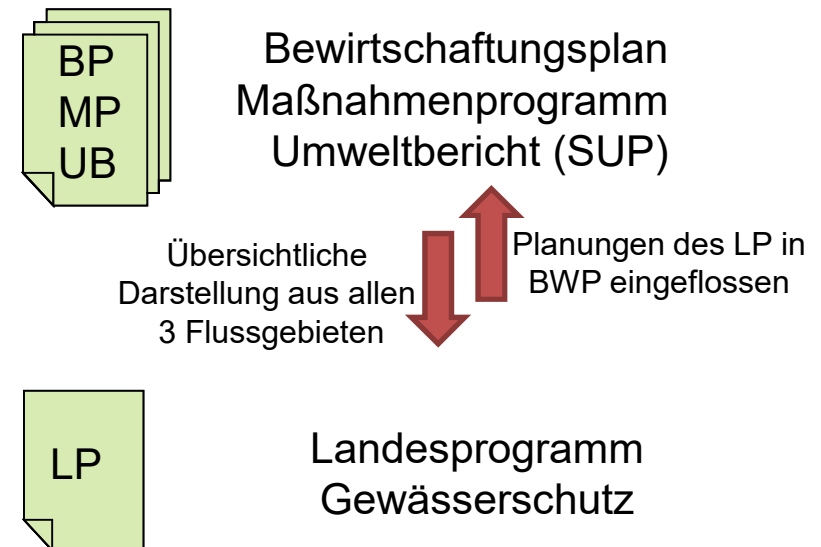 BP
MP
UB
Bewirtschaftungsplan
Maßnahmenprogramm
Umweltbericht (SUP)
Übersichtliche
Darstellung aus allen
3 Flussgebieten
Planungen des LP in
BWP eingeflossen
LP
Landesprogramm
Gewässerschutz